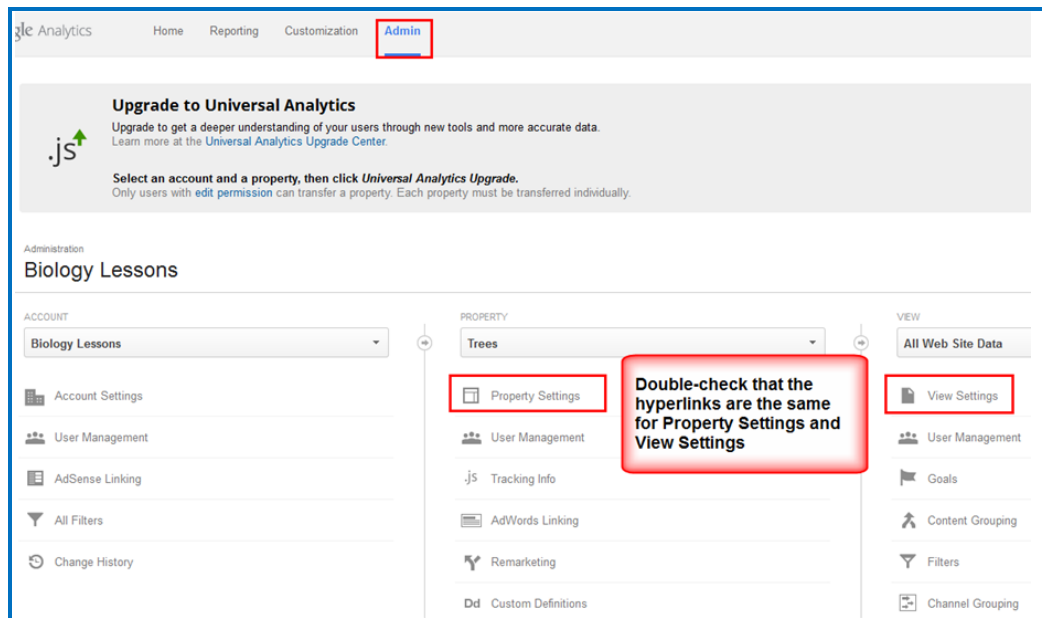 gle Analytics Home Reporting Customization Admin
Upgrade to Universal Analytics
Upgrade to get a deeper understanding of your users through new tools and more accurate data.
Learn more at the Universal Analytics Upgrade Center.
.js
Select an account and a property, then click Universal Analytics Upgrade.
Only users with edit permission can transfer a property. Each property must be transferred individually.
Administration
Biology Lessons
ACCOUNT
Biology Lessons
Account Settings
User Management
AdSense Linking
All Filters
Change History
PROPERTY
Trees
Property Settings
User Management
.js Tracking Info
AdWords Linking
Remarketing
Dd Custom Definitions
Double-check that the
hyperlinks are the same
for Property Settings and
View Settings
VIEW
All Web Site Data
View Settings
User Management
Goals
Content Grouping
Filters
Channel Grouping